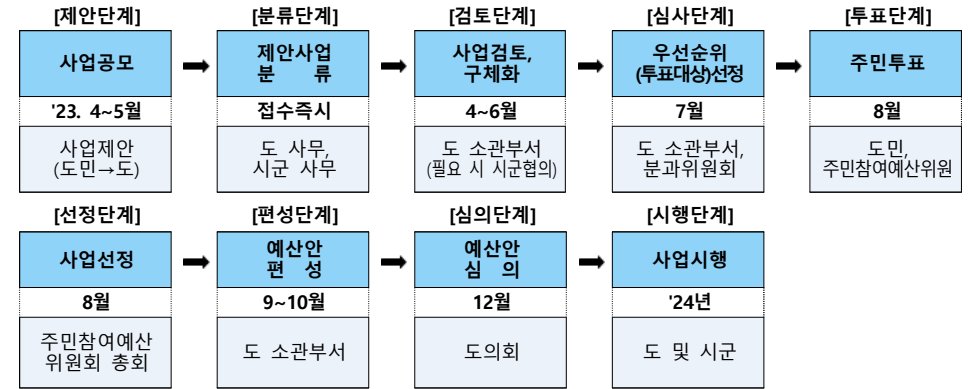 [제안단계] [분류단계] [검토단계] [심사단계] [투표단계]
사업공모 → 제안사업 분 류 → 사업검토, 구체화 → 우선순위 (투표대상)선정 → 주민투표
'23. 4~5월 접수즉시 4~6월 7월 8월
사업제안 도 사무, 도 소관부서 도 소관부서, 도민,
(도민→도) 시군 사무 (필요 시 시군협의) 분과위원회 주민참여예산위원
[선정단계] [편성단계] [심의단계] [시행단계]
사업선정 → 예산안 편 성 → 예산안 심 의 → 사업시행
8월 9~10월 12월 '24년
주민참여예산 위원회 총회 도 소관부서 도의회 도 및 시군